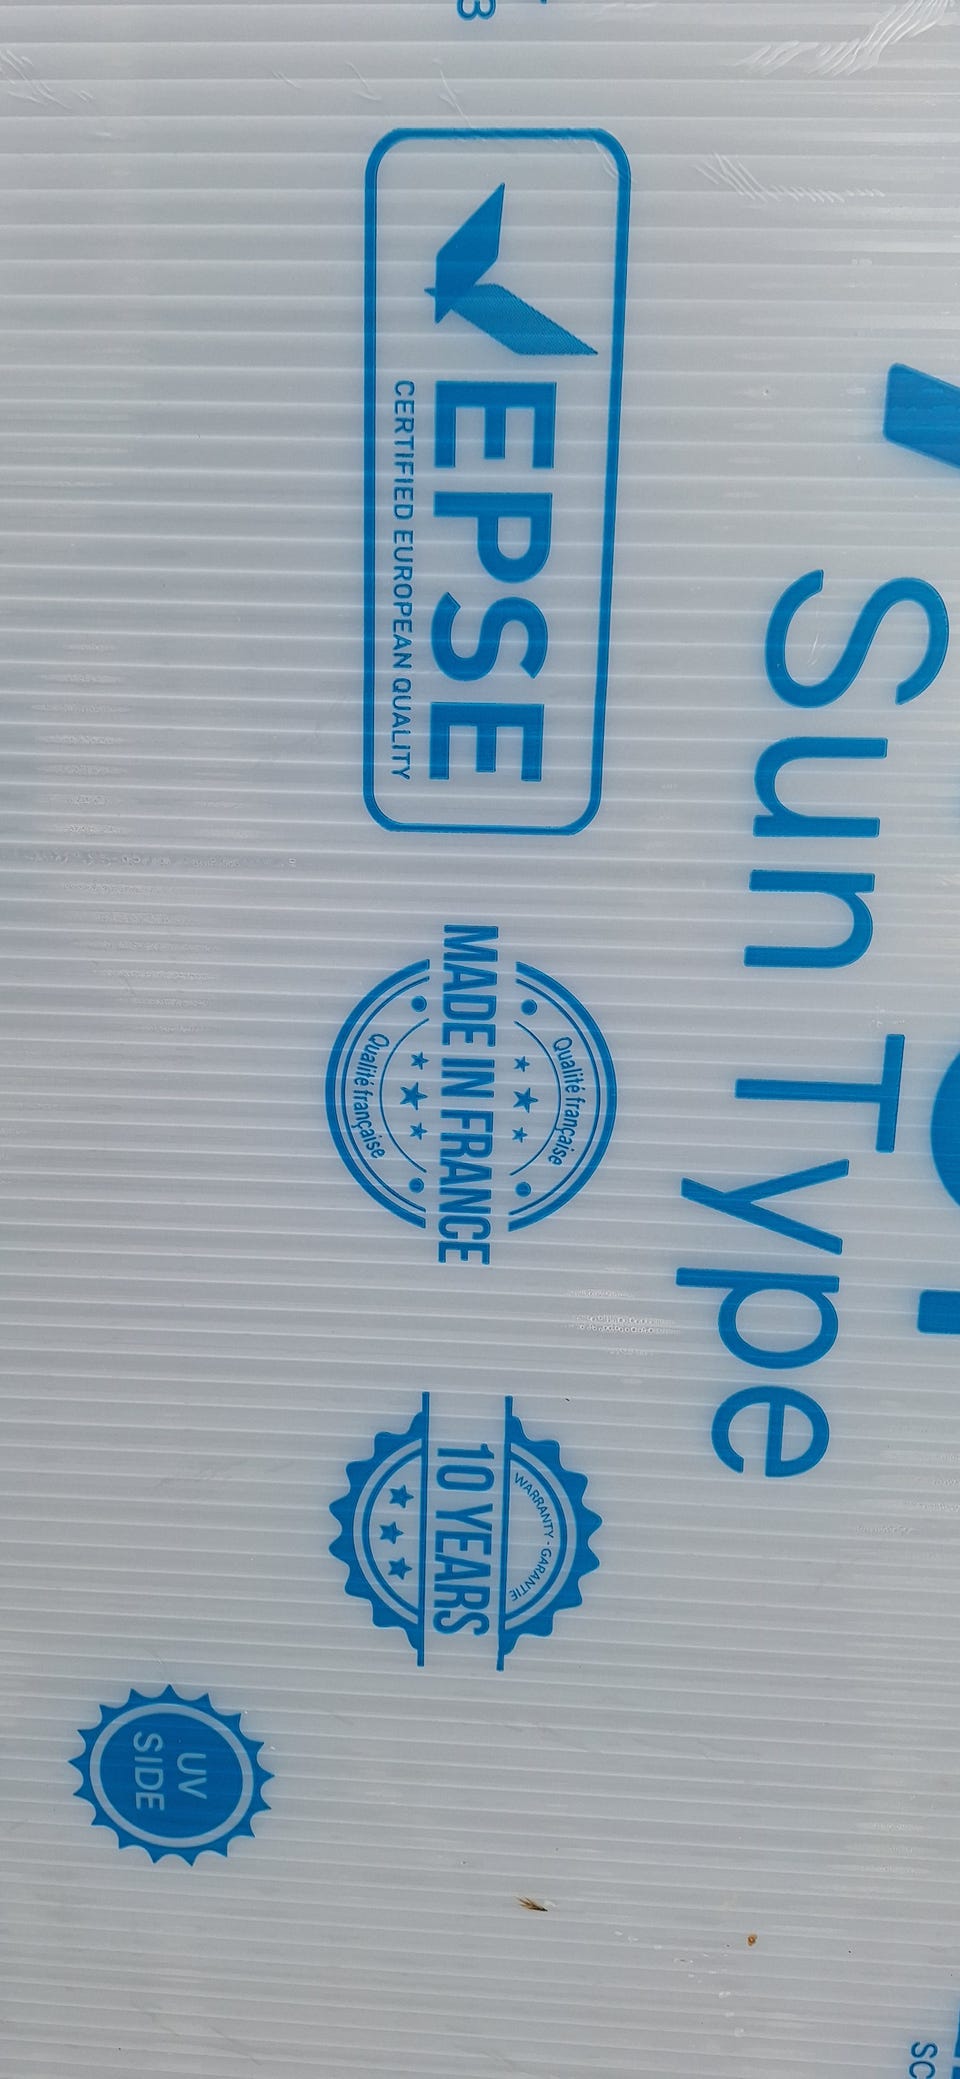 Sun Type
EPSE
CERTIFIED EUROPEAN QUALITY
Qualité française
MADE IN FRANCE
Qualité française
WARRANTY - GARANTIE
10 YEARS
UV
SIDE